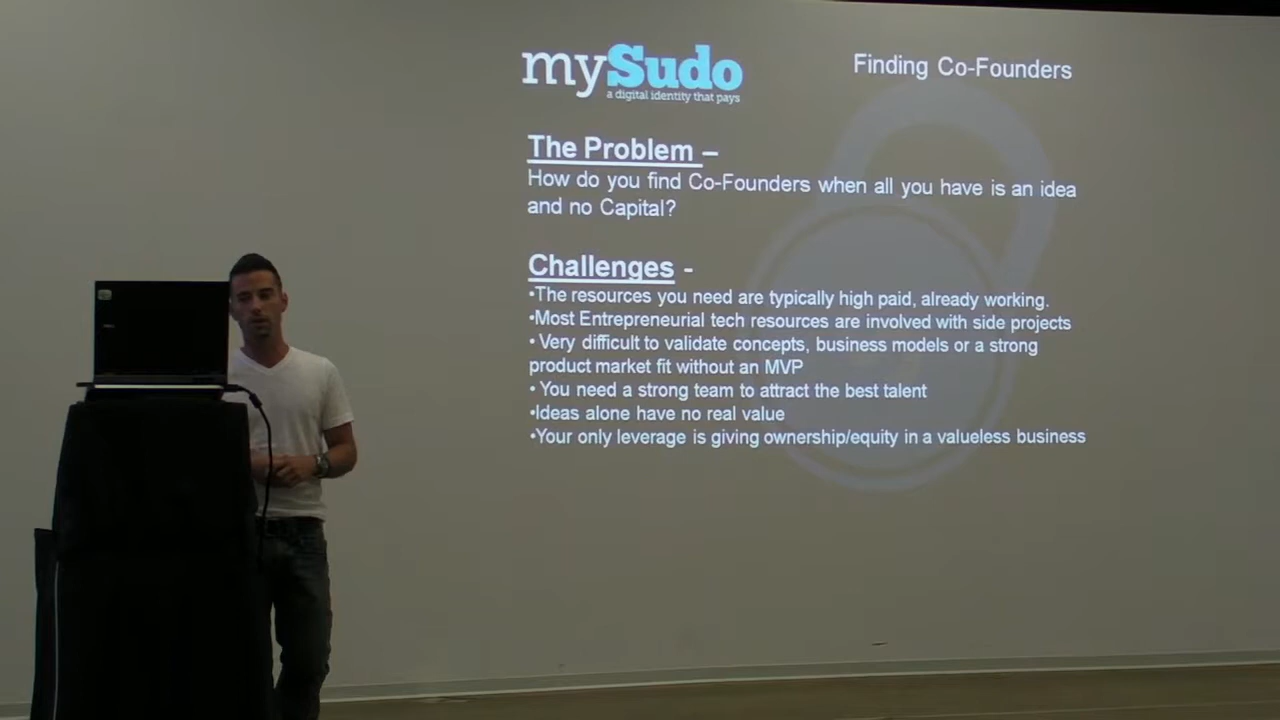 mySudo
a digital identity that pays
Finding Co-Founders
The Problem –
How do you find Co-Founders when all you have is an idea
and no Capital?
Challenges -
•The resources you need are typically high paid, already working.
•Most Entrepreneurial tech resources are involved with side projects
• Very difficult to validate concepts, business models or a strong
product market fit without an MVP
• You need a strong team to attract the best talent
•Ideas alone have no real value
•Your only leverage is giving ownership/equity in a valueless business